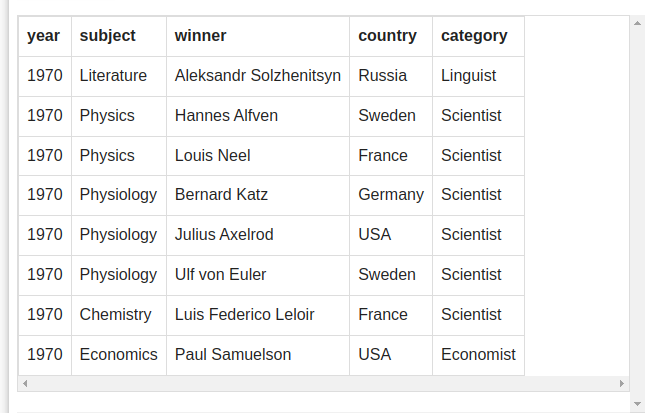 year subject winner country category
1970 Literature Aleksandr Solzhenitsyn Russia Linguist
1970 Physics Hannes Alfven Sweden Scientist
1970 Physics Louis Neel France Scientist
1970 Physiology Bernard Katz Germany Scientist
1970 Physiology Julius Axelrod USA Scientist
1970 Physiology Ulf von Euler Sweden Scientist
1970 Chemistry Luis Federico Leloir France Scientist
1970 Economics Paul Samuelson USA Economist